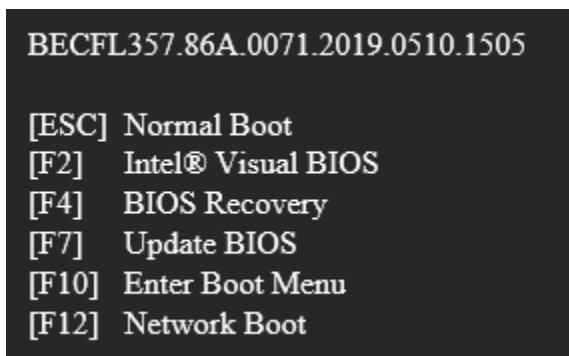 BECFL357.86A.0071.2019.0510.1505
[ESC] Normal Boot
[F2] Intel® Visual BIOS
[F4] BIOS Recovery
[F7] Update BIOS
[F10] Enter Boot Menu
[F12] Network Boot